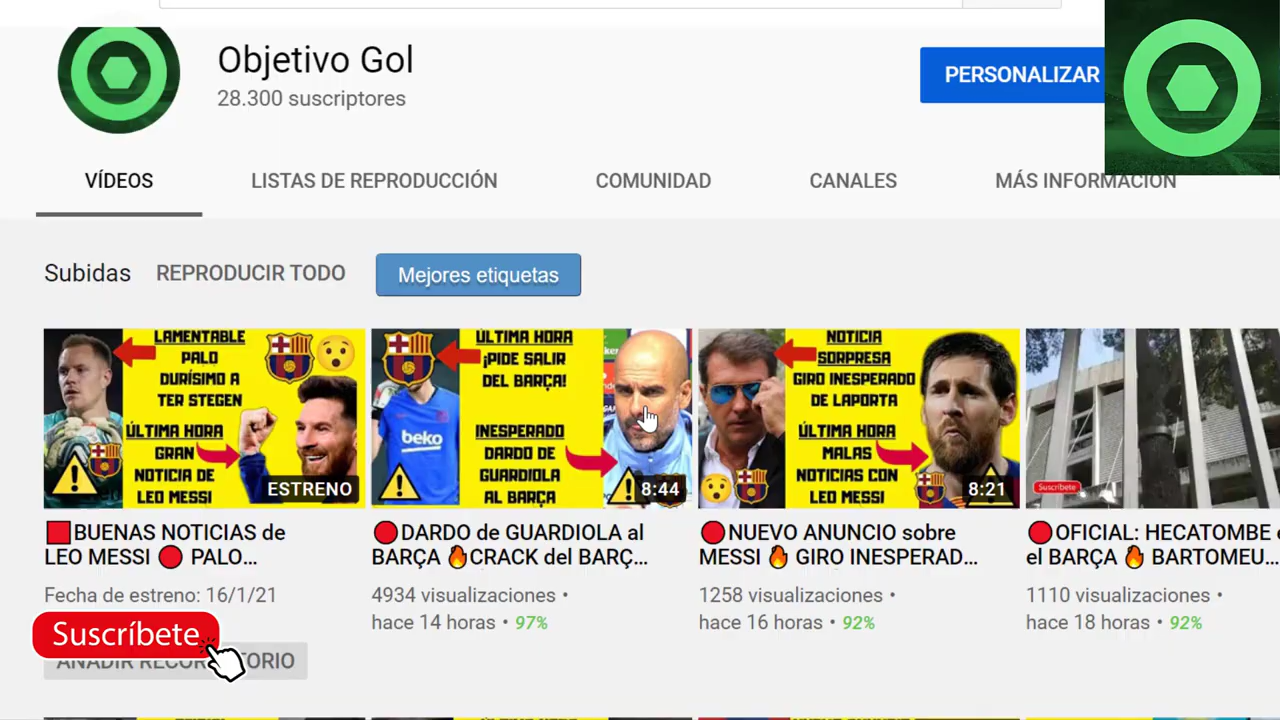 Objetivo Gol
28.300 suscriptores
PERSONALIZAR
VÍDEOS
LISTAS DE REPRODUCCIÓN
COMUNIDAD
CANALES
MÁS INFORMACIÓN
Subidas
REPRODUCIR TODO
Mejores etiquetas
LAMENTABLE
PALO
DURÍSIMO A
TER STEGEN
ÚLTIMA HORA
GRAN
NOTICIA DE
LEO MESSI
ESTRENO
ÚLTIMA HORA
¡PIDE SALIR
DEL BARÇA!
beko
INESPERADO
DARDO DE
GUARDIOLA
AL BARÇA
8:44
NOTICIA
SORPRESA
GIRO INESPERADO
DE LAPORTA
ÚLTIMA HORA
MALAS
NOTICIAS CON
LEO MESSI
8:21
Suscríbete
🟥BUENAS NOTICIAS de
LEO MESSI 🔴 PALO...
Fecha de estreno: 16/1/21
🔴DARDO de GUARDIOLA al
BARÇA 🔥CRACK del BARÇ...
4934 visualizaciones •
hace 14 horas • 97%
🔴NUEVO ANUNCIO sobre
MESSI 🔥 GIRO INESPERAD...
1258 visualizaciones •
hace 16 horas • 92%
🔴OFICIAL: HECATOMBE
el BARÇA 🔥 BARTOMEU...
1110 visualizaciones •
hace 18 horas • 92%
Suscríbete
AÑADIR RECORDATORIO